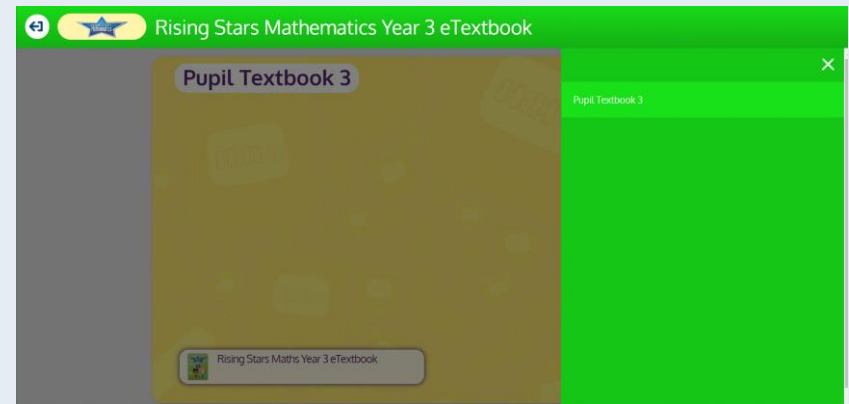 Rising Stars Mathematics Year 3 eTextbook
Pupil Textbook 3
Pupil Textbook 3
Rising Stars Maths Year 3 eTextbook